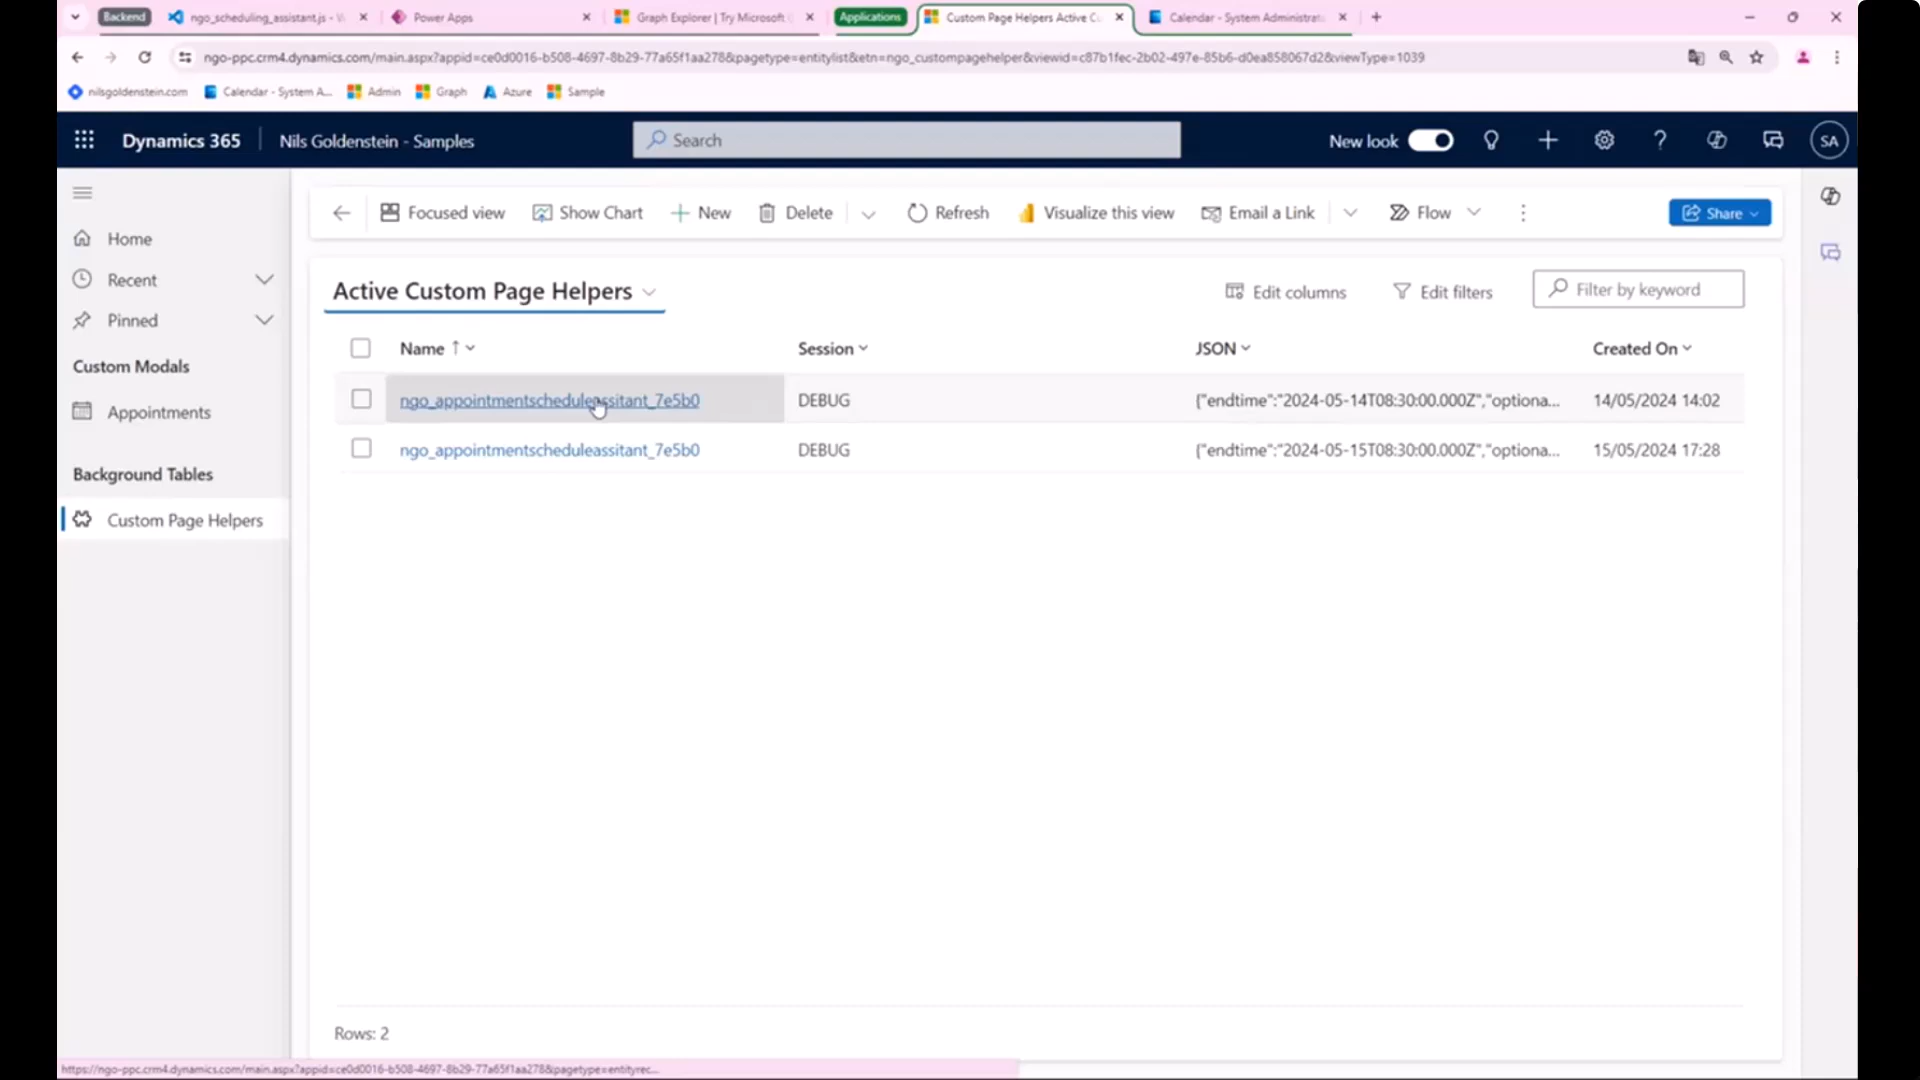 Backend
ngo_scheduling_assistant.js - V
Power Apps
Graph Explorer | Try Microsoft
Applications
Custom Page Helpers Active C
Calendar - System Administrat
ngo-ppc.crm4.dynamics.com/main.aspx?appid=ce0d0016-b508-4697-8b29-77a65f1aa278&pagetype=entitylist&etn=ngo_custompagehelper&viewid=c87b1fec-2b02-497e-85b6-d0ea858067d2&viewType=1039
nilsgoldenstein.com
Calendar - System A...
Admin
Graph
Azure
Sample
Dynamics 365
Nils Goldenstein - Samples
Search
New look
SA
Home
Recent
Pinned
Custom Modals
Appointments
Background Tables
Custom Page Helpers
Focused view
Show Chart
New
Delete
Refresh
Visualize this view
Email a Link
Flow
Share
Active Custom Page Helpers
Edit columns
Edit filters
Filter by keyword
Name
Session
JSON
Created On
ngo_appointmentscheduleassitant_7e5b0 DEBUG {"endtime":"2024-05-14T08:30:00.000Z","optiona... 14/05/2024 14:02
ngo_appointmentscheduleassitant_7e5b0 DEBUG {"endtime":"2024-05-15T08:30:00.000Z","optiona... 15/05/2024 17:28
Rows: 2
https://ngo-ppc.crm4.dynamics.com/main.aspx?appid=ce0d0016-b508-4697-8b29-77a65f1aa278&pagetype=entityrec...